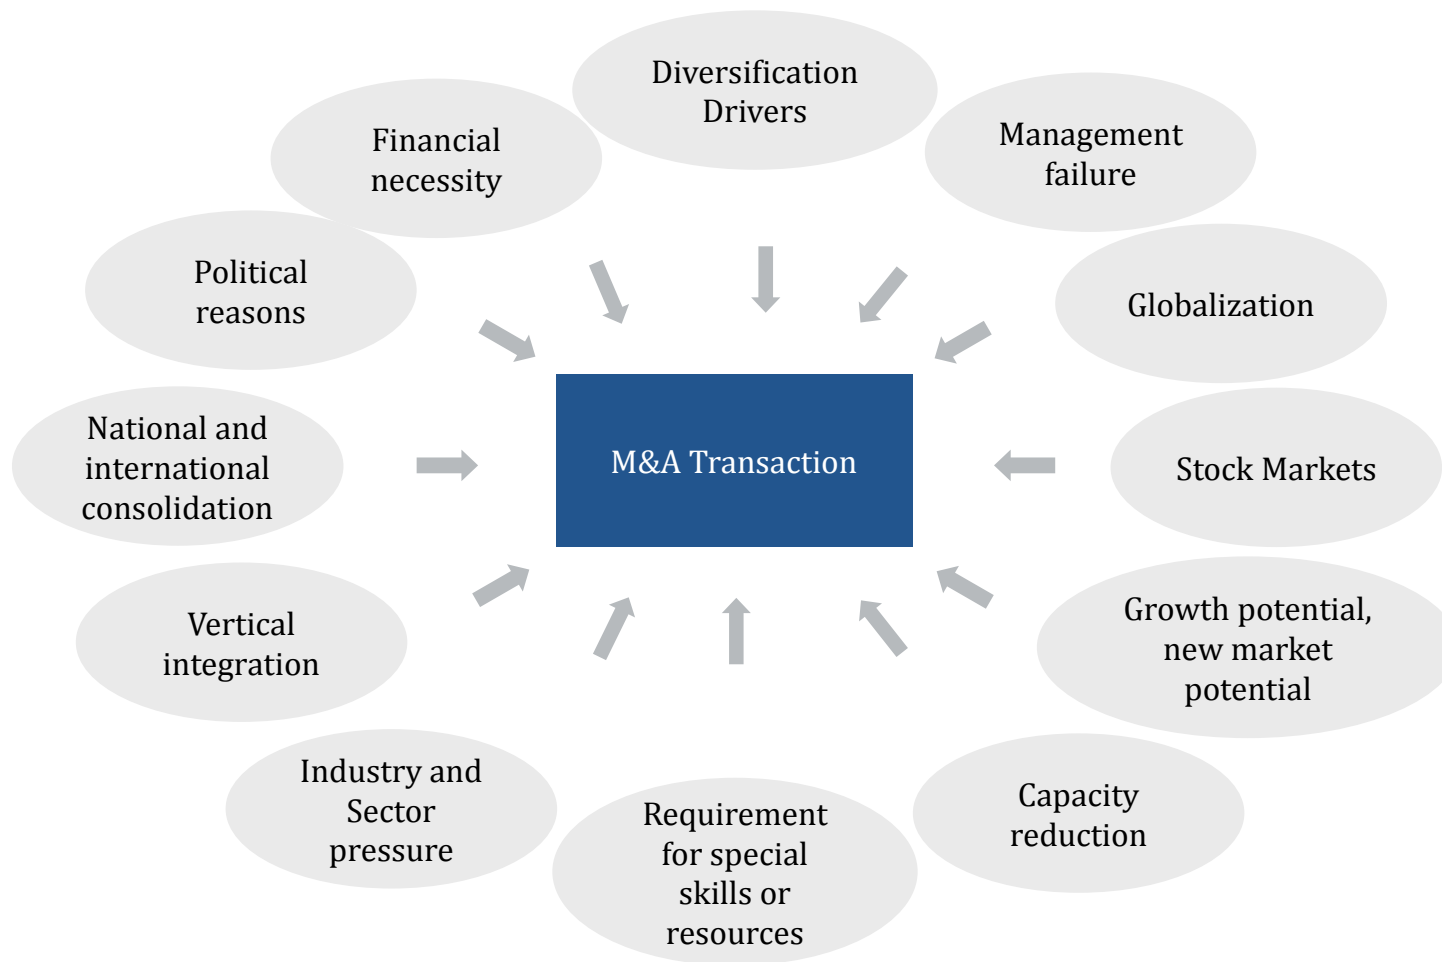 Diversification
Drivers
Management
failure
Globalization
Stock Markets
Growth potential,
new market
potential
Capacity
reduction
Requirement
for special
skills or
resources
Industry and
Sector
pressure
Vertical
integration
National and
international
consolidation
Political
reasons
Financial
necessity
M&A Transaction